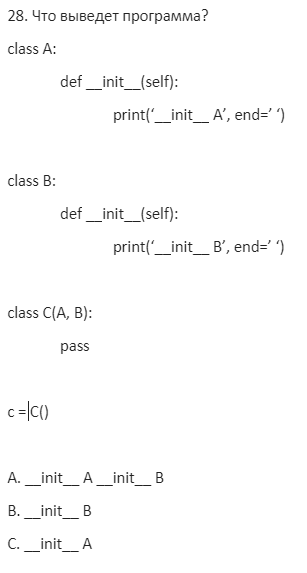 28. Что выведет программа?
class A:
def __init__(self):
print(‘__init__ A’, end=’ ‘)
class B:
def __init__(self):
print(‘__init__ B’, end=’ ‘)
class C(A, B):
pass
c =C()
A. __init__ A __init__ B
B. __init__ B
C. __init__ A